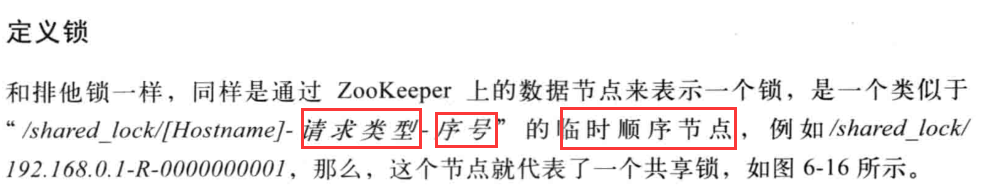 定义锁
和排他锁一样，同样是通过 ZooKeeper 上的数据节点来表示一个锁，是一个类似于
“/shared_lock/[Hostname]-请求类型-序号”的临时顺序节点，例如/shared_lock/
192.168.0.1-R-0000000001，那么，这个节点就代表了一个共享锁，如图 6-16 所示。